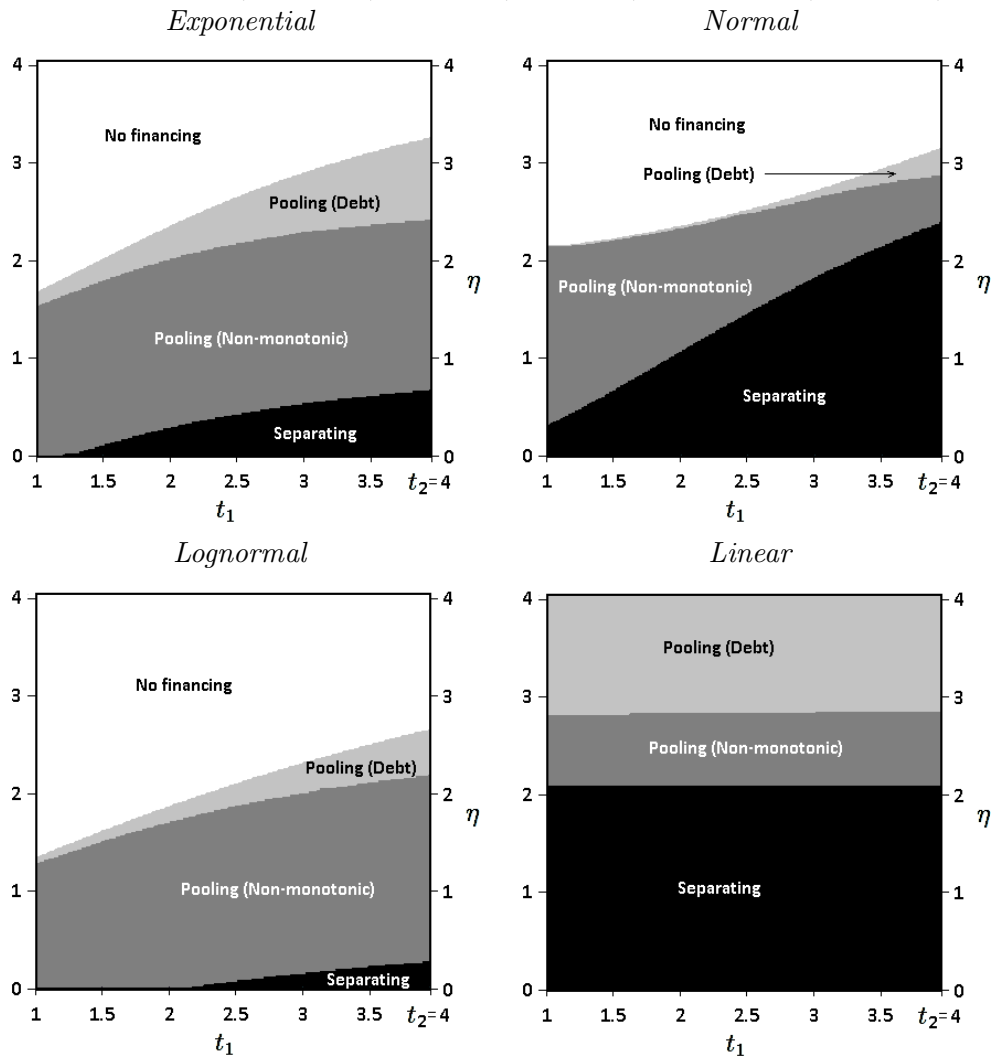 Exponential
4
3
2
1
0
No financing
Pooling (Debt)
Pooling (Non-monotonic)
Separating
4
3
2
1
0
η
1 1.5 2 2.5 3 3.5 t₂=4
t₁
Normal
4
3
2
1
0
No financing
Pooling (Debt)
Pooling (Non-monotonic)
Separating
4
3
2
1
0
η
1 1.5 2 2.5 3 3.5 t₂=4
t₁
Lognormal
4
3
2
1
0
No financing
Pooling (Debt)
Pooling (Non-monotonic)
Separating
4
3
2
1
0
η
1 1.5 2 2.5 3 3.5 t₂=4
t₁
Linear
4
3
2
1
0
Pooling (Debt)
Pooling (Non-monotonic)
Separating
4
3
2
1
0
η
1 1.5 2 2.5 3 3.5 t₂=4
t₁